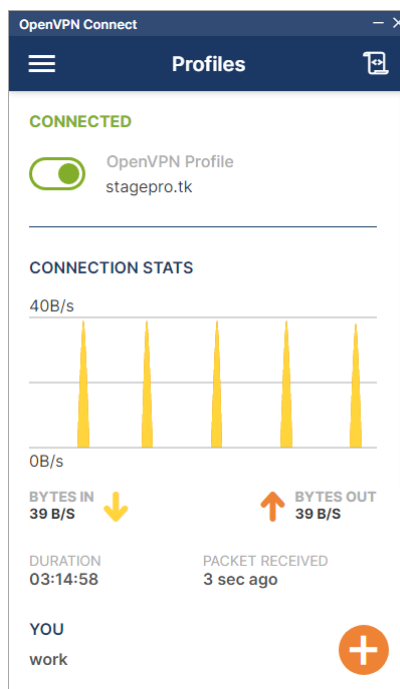 OpenVPN Connect
Profiles
CONNECTED
OpenVPN Profile
stagepro.tk
CONNECTION STATS
40B/s
0B/s
BYTES IN
39 B/S
BYTES OUT
39 B/S
DURATION
03:14:58
PACKET RECEIVED
3 sec ago
YOU
work